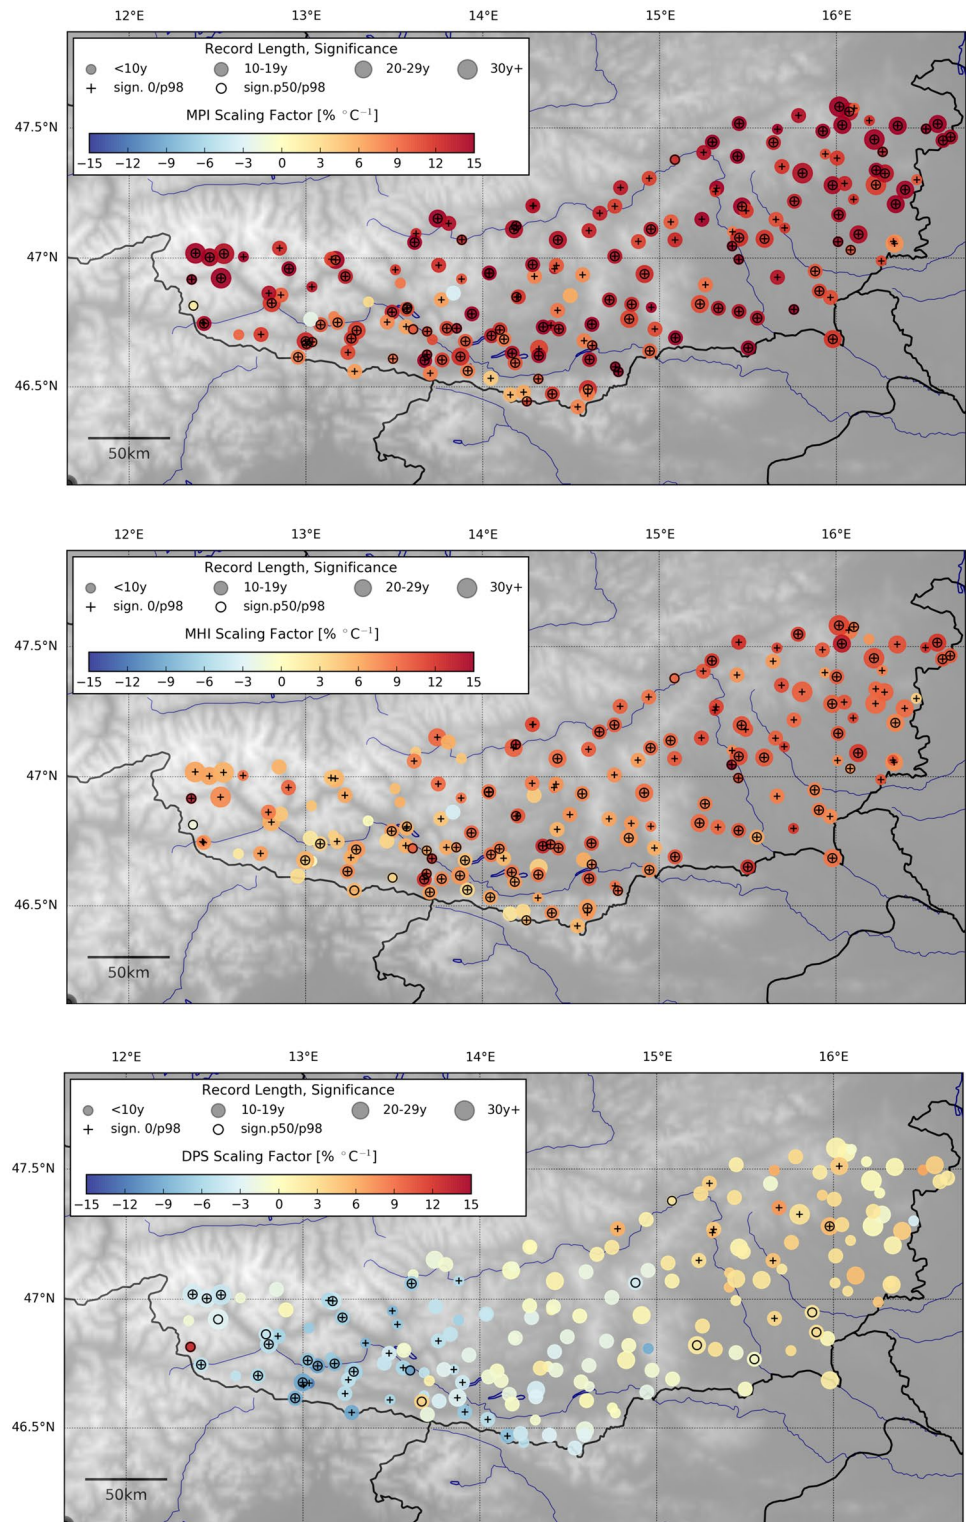 12°E 13°E 14°E 15°E 16°E
Record Length, Significance
<10y 10-19y 20-29y 30y+
sign. 0/p98 sign.p50/p98
MPI Scaling Factor [% °C⁻¹]
−15 −12 −9 −6 −3 0 3 6 9 12 15
47.5°N
47°N
46.5°N
50km
12°E 13°E 14°E 15°E 16°E
Record Length, Significance
<10y 10-19y 20-29y 30y+
sign. 0/p98 sign.p50/p98
MHI Scaling Factor [% °C⁻¹]
−15 −12 −9 −6 −3 0 3 6 9 12 15
47.5°N
47°N
46.5°N
50km
12°E 13°E 14°E 15°E 16°E
Record Length, Significance
<10y 10-19y 20-29y 30y+
sign. 0/p98 sign.p50/p98
DPS Scaling Factor [% °C⁻¹]
−15 −12 −9 −6 −3 0 3 6 9 12 15
47.5°N
47°N
46.5°N
50km